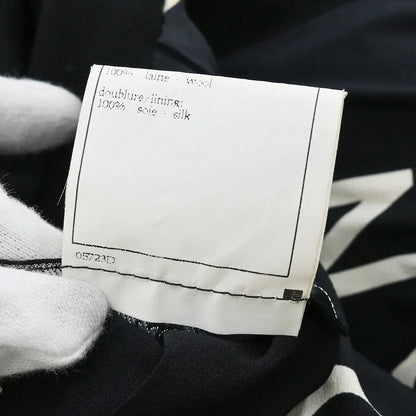 100% laine - wool
doublure/lining:
100% soie - silk
05723D